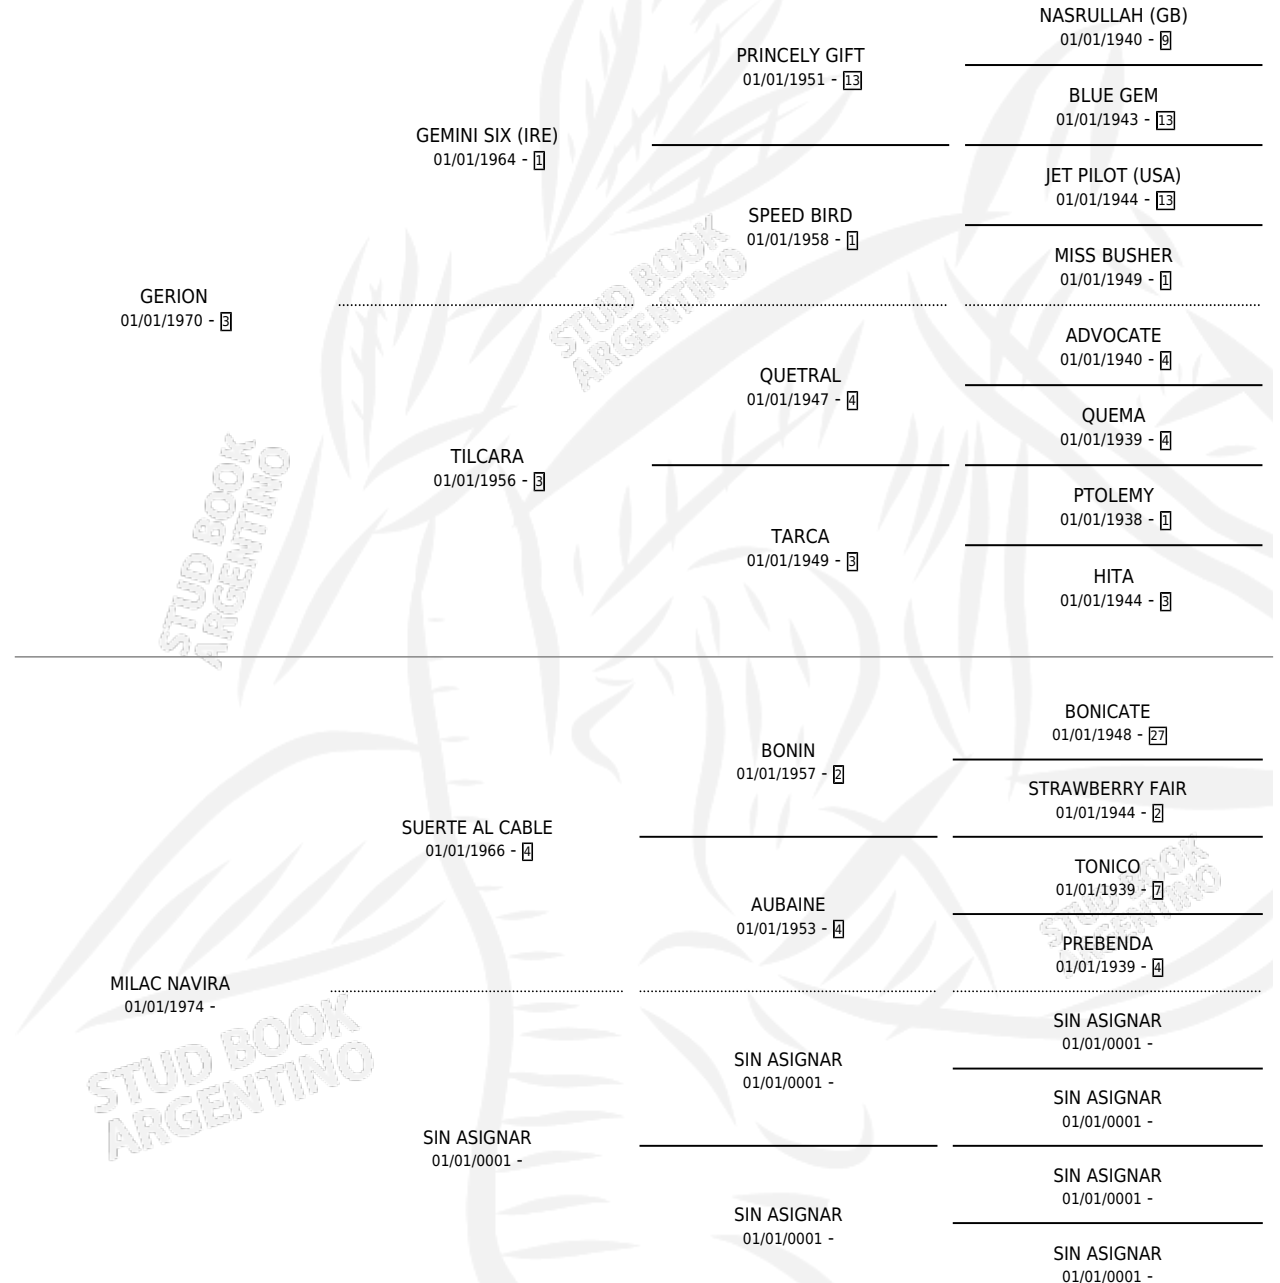 NASRULLAH (GB)
01/01/1940 - 9
PRINCELY GIFT
01/01/1951 - 13
BLUE GEM
01/01/1943 - 13
GEMINI SIX (IRE)
01/01/1964 - 1
JET PILOT (USA)
01/01/1944 - 13
SPEED BIRD
01/01/1958 - 1
MISS BUSHER
01/01/1949 - 1
GERION
01/01/1970 - 3
ADVOCATE
01/01/1940 - 4
QUETRAL
01/01/1947 - 4
QUEMA
01/01/1939 - 4
TILCARA
01/01/1956 - 3
PTOLEMY
01/01/1938 - 1
TARCA
01/01/1949 - 3
HITA
01/01/1944 - 3
BONICATE
01/01/1948 - 27
BONIN
01/01/1957 - 2
STRAWBERRY FAIR
01/01/1944 - 2
SUERTE AL CABLE
01/01/1966 - 4
TONICO
01/01/1939 - 7
AUBAINE
01/01/1953 - 4
PREBENDA
01/01/1939 - 4
MILAC NAVIRA
01/01/1974 -
SIN ASIGNAR
01/01/0001 -
SIN ASIGNAR
01/01/0001 -
SIN ASIGNAR
01/01/0001 -
SIN ASIGNAR
01/01/0001 -
SIN ASIGNAR
01/01/0001 -
SIN ASIGNAR
01/01/0001 -
SIN ASIGNAR
01/01/0001 -
STUD BOOK
ARGENTINO
STUD BOOK
ARGENTINO
STUD BOOK
ARGENTINO
STUD BOOK
ARGENTINO